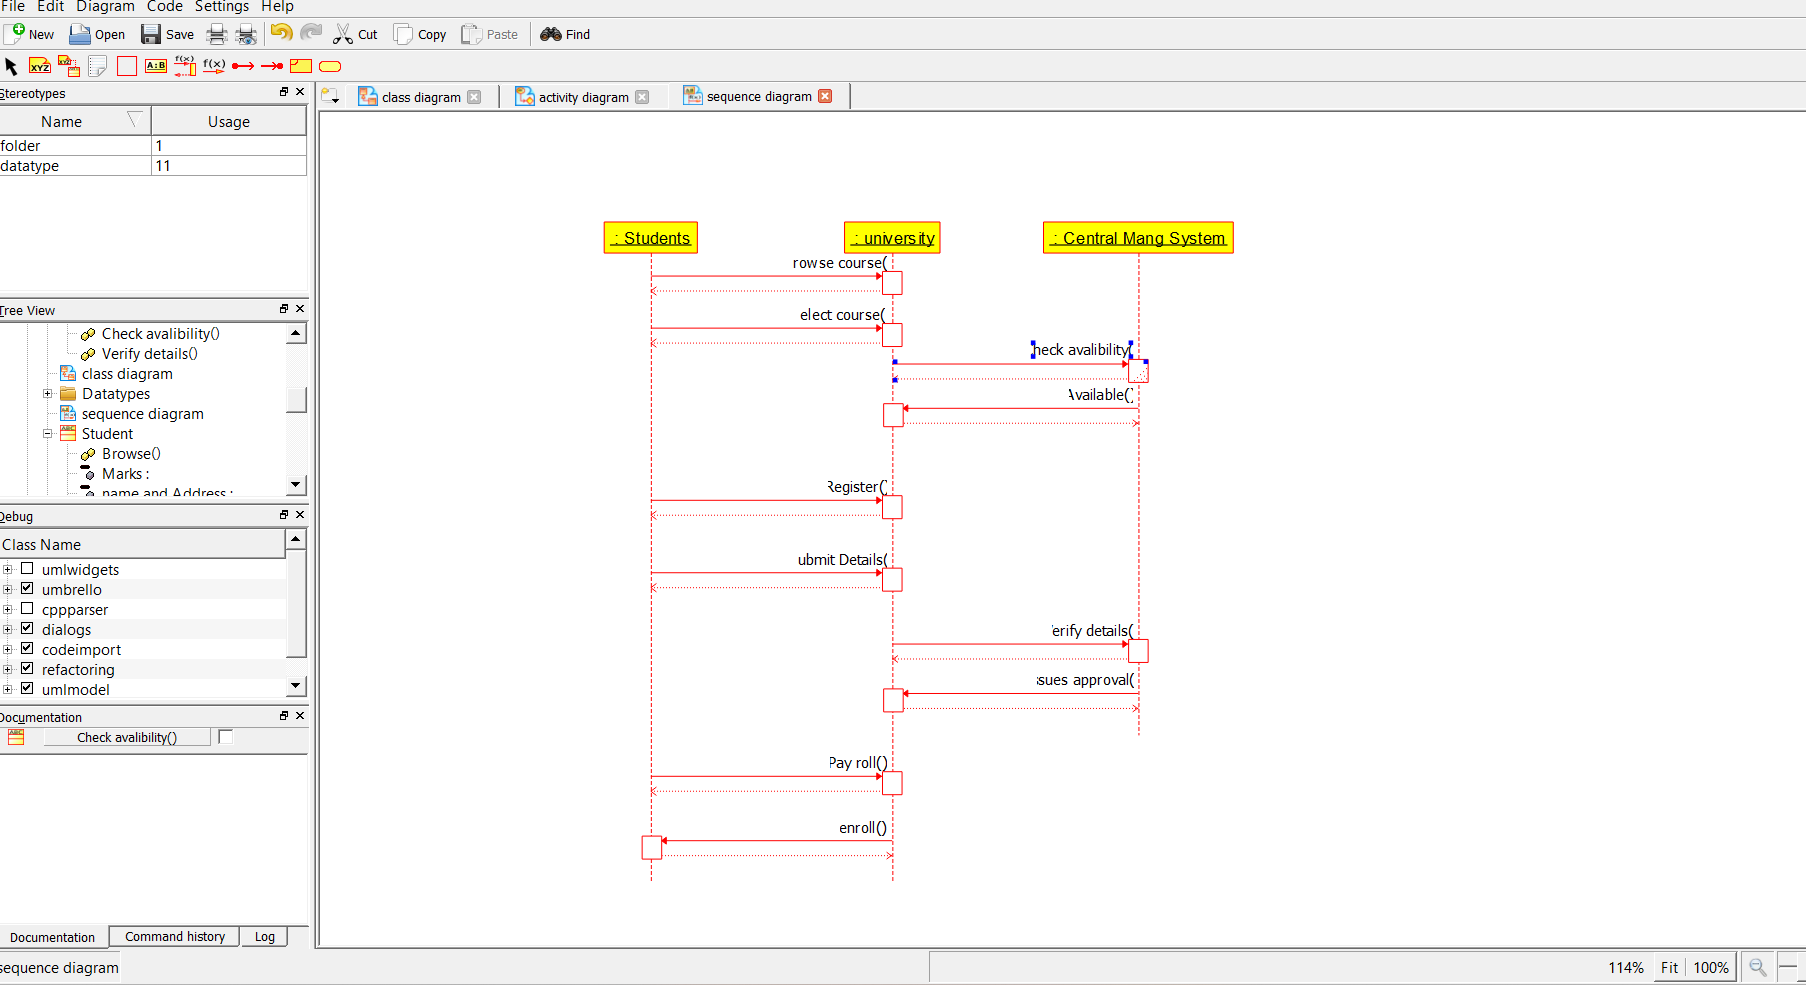 File Edit Diagram Code Settings Help
New Open Save Cut Copy Paste Find
XYZ XYZ A:B f(x) f(x)
Stereotypes
class diagram activity diagram sequence diagram
Name Usage
folder 1
datatype 11
Tree View
Check avalibility()
Verify details()
class diagram
Datatypes
sequence diagram
Student
Browse()
Marks :
name and Address :
Debug
Class Name
umlwidgets
umbrello
cppparser
dialogs
codeimport
refactoring
umlmodel
Documentation
Check avalibility()
Documentation Command history Log
: Students : university : Central Mang System
rowse course(
elect course(
heck avalibility(
Available()
Register()
ubmit Details(
erify details(
ssues approval(
Pay roll()
enroll()
sequence diagram 114% Fit 100%